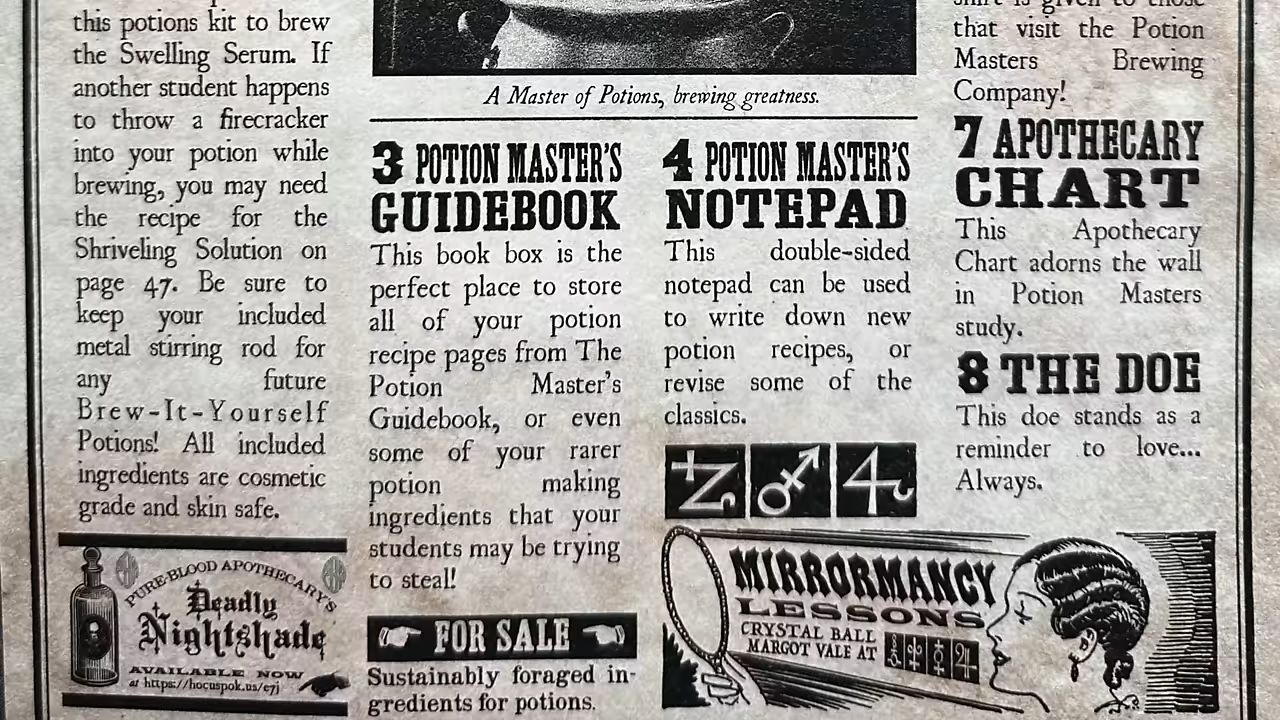 this potions kit to brew
the Swelling Serum. If
another student happens
to throw a firecracker
into your potion while
brewing, you may need
the recipe for the
Shriveling Solution on
page 47. Be sure to
keep your included
metal stirring rod for
any future
Brew-It-Yourself
Potions! All included
ingredients are cosmetic
grade and skin safe.
PURE-BLOOD APOTHECARY'S
Deadly
Nightshade
AVAILABLE NOW
at https://hocuspok.us/e7j
A Master of Potions, brewing greatness.
3 POTION MASTER'S
GUIDEBOOK
This book box is the
perfect place to store
all of your potion
recipe pages from The
Potion Master's
Guidebook, or even
some of your rarer
potion making
ingredients that your
students may be trying
to steal!
FOR SALE
Sustainably foraged in-
gredients for potions.
4 POTION MASTER'S
NOTEPAD
This double-sided
notepad can be used
to write down new
potion recipes, or
revise some of the
classics.
MIRRORMANCY
LESSONS
CRYSTAL BALL
MARGOT VALE AT
that visit the Potion
Masters Brewing
Company!
7 APOTHECARY
CHART
This Apothecary
Chart adorns the wall
in Potion Masters
study.
8 THE DOE
This doe stands as a
reminder to love...
Always.